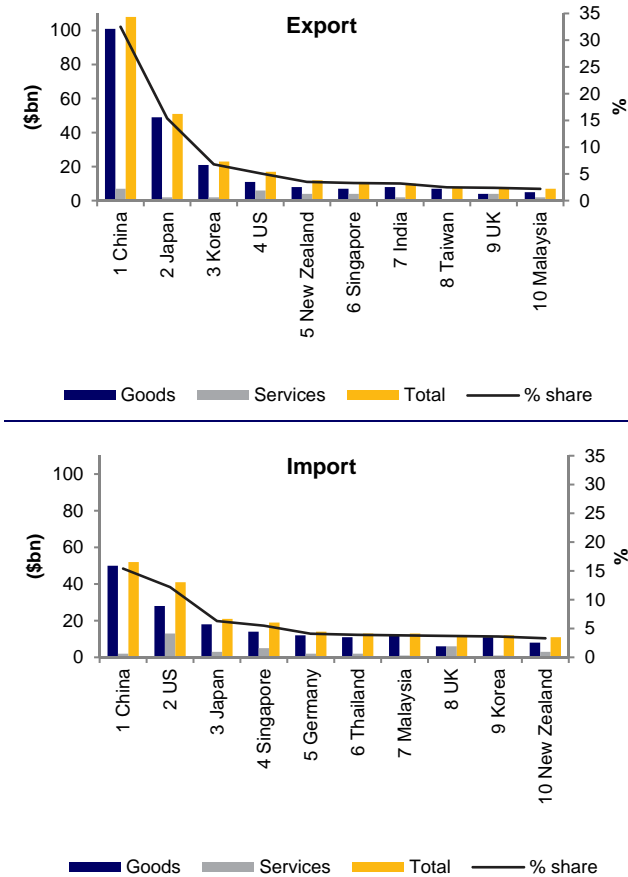 Export
($bn)
%
100
80
60
40
20
0
35
30
25
20
15
10
5
0
1 China
2 Japan
3 Korea
4 US
5 New Zealand
6 Singapore
7 India
8 Taiwan
9 UK
10 Malaysia
Goods Services Total % share
Import
($bn)
%
100
80
60
40
20
0
35
30
25
20
15
10
5
0
1 China
2 US
3 Japan
4 Singapore
5 Germany
6 Thailand
7 Malaysia
8 UK
9 Korea
10 New Zealand
Goods Services Total % share